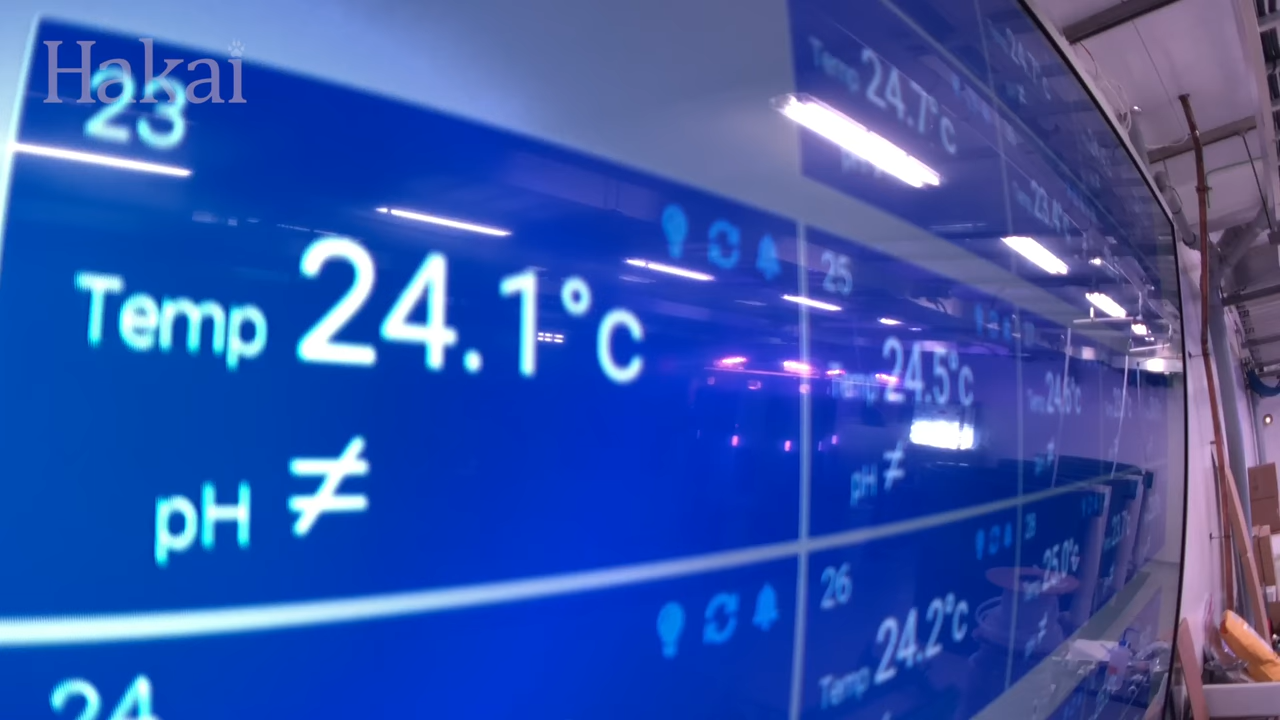 Hakai
23
Temp 24.1°C
pH ≠
24
Temp 24.7°C
25
Temp 24.5°C
pH ≠
26
Temp 24.2°C
28
Temp 25.0°C